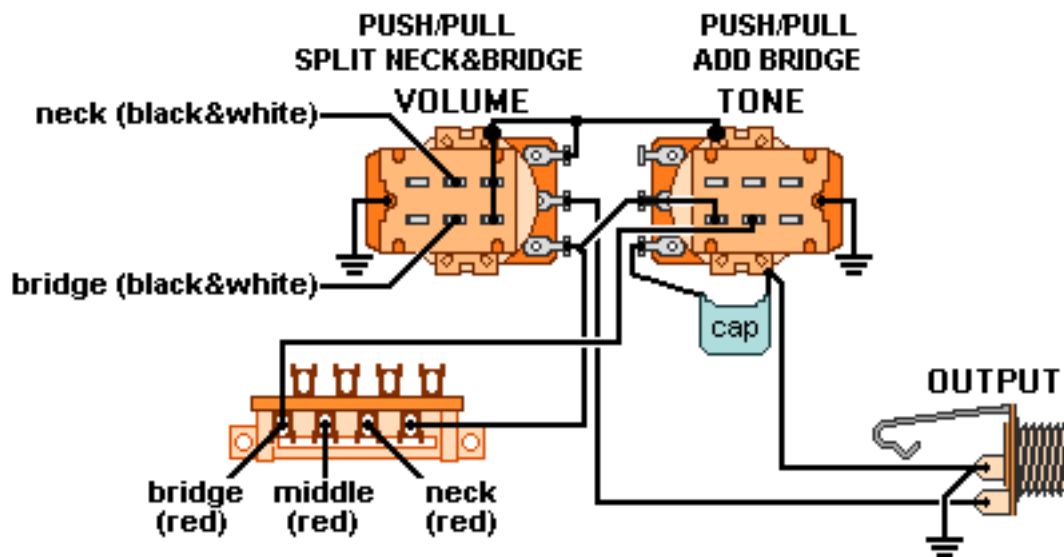 PUSH/PULL
SPLIT NECK&BRIDGE
VOLUME
PUSH/PULL
ADD BRIDGE
TONE
neck (black&white)
bridge (black&white)
cap
OUTPUT
bridge
(red)
middle
(red)
neck
(red)